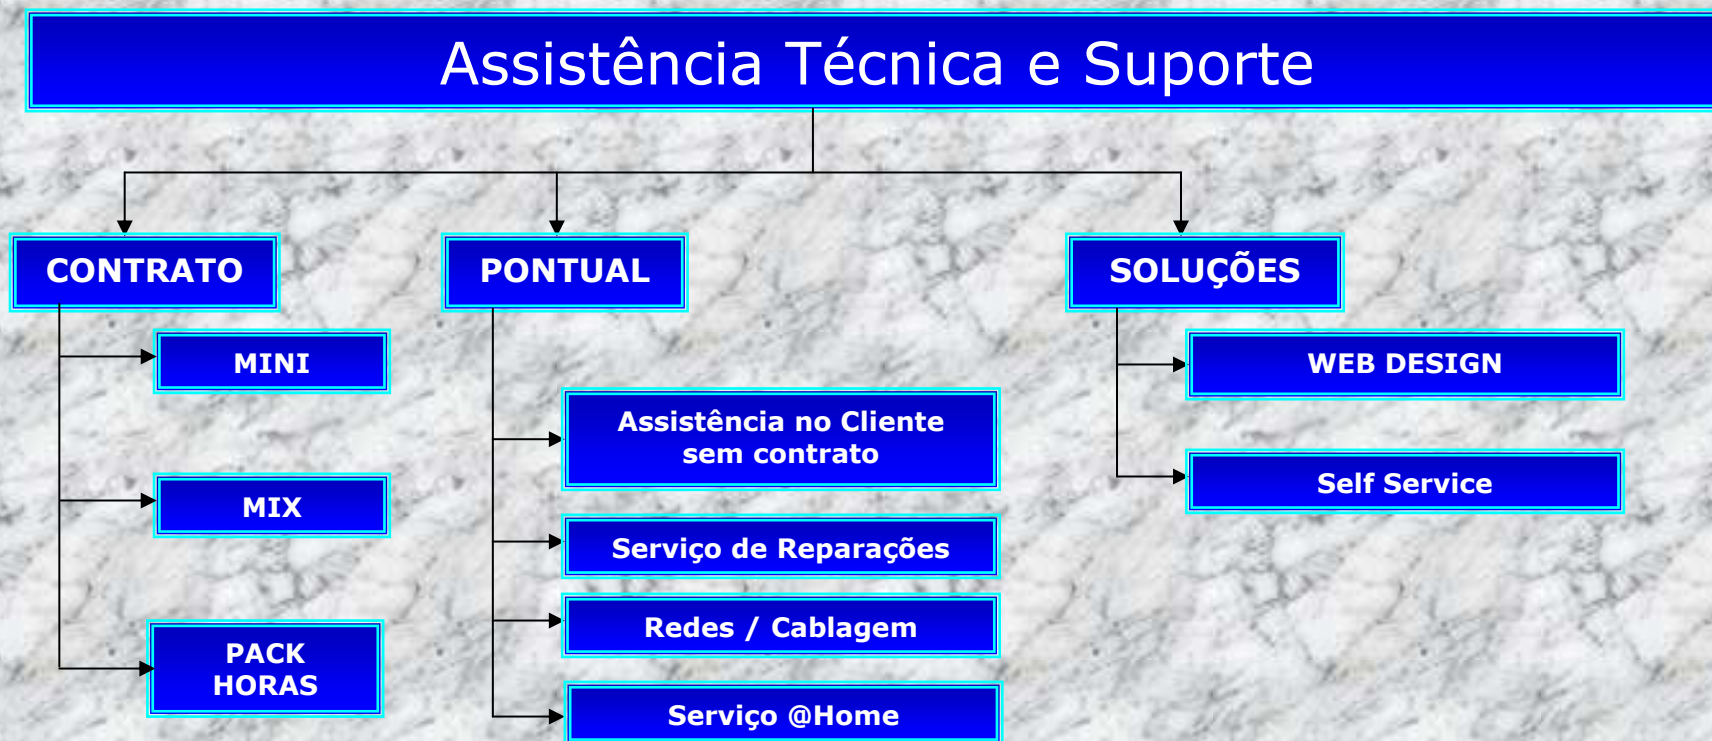 Assistência Técnica e Suporte
CONTRATO
MINI
MIX
PACK
HORAS
PONTUAL
Assistência no Cliente
sem contrato
Serviço de Reparações
Redes / Cablagem
Serviço @Home
SOLUÇÕES
WEB DESIGN
Self Service